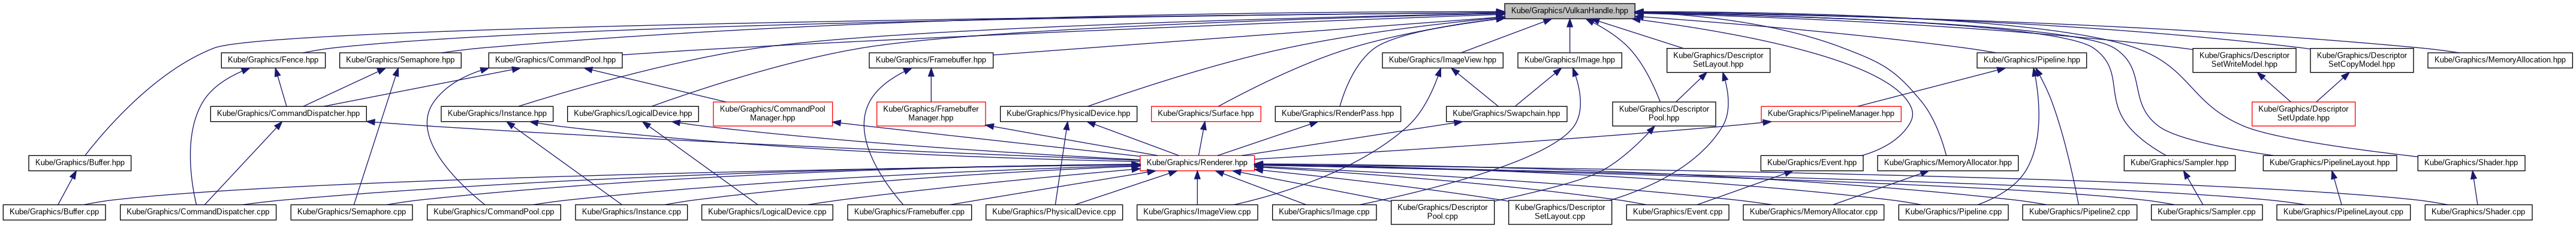 Kube/Graphics/VulkanHandle.hpp
Kube/Graphics/Fence.hpp
Kube/Graphics/Semaphore.hpp
Kube/Graphics/CommandPool.hpp
Kube/Graphics/Framebuffer.hpp
Kube/Graphics/ImageView.hpp
Kube/Graphics/Image.hpp
Kube/Graphics/Descriptor
SetLayout.hpp
Kube/Graphics/Pipeline.hpp
Kube/Graphics/Descriptor
SetWriteModel.hpp
Kube/Graphics/Descriptor
SetCopyModel.hpp
Kube/Graphics/MemoryAllocation.hpp
Kube/Graphics/CommandDispatcher.hpp
Kube/Graphics/Instance.hpp
Kube/Graphics/LogicalDevice.hpp
Kube/Graphics/CommandPool
Manager.hpp
Kube/Graphics/Framebuffer
Manager.hpp
Kube/Graphics/PhysicalDevice.hpp
Kube/Graphics/Surface.hpp
Kube/Graphics/RenderPass.hpp
Kube/Graphics/Swapchain.hpp
Kube/Graphics/Descriptor
Pool.hpp
Kube/Graphics/PipelineManager.hpp
Kube/Graphics/Descriptor
SetUpdate.hpp
Kube/Graphics/Buffer.hpp
Kube/Graphics/Renderer.hpp
Kube/Graphics/Event.hpp
Kube/Graphics/MemoryAllocator.hpp
Kube/Graphics/Sampler.hpp
Kube/Graphics/PipelineLayout.hpp
Kube/Graphics/Shader.hpp
Kube/Graphics/Buffer.cpp
Kube/Graphics/CommandDispatcher.cpp
Kube/Graphics/Semaphore.cpp
Kube/Graphics/CommandPool.cpp
Kube/Graphics/Instance.cpp
Kube/Graphics/LogicalDevice.cpp
Kube/Graphics/Framebuffer.cpp
Kube/Graphics/PhysicalDevice.cpp
Kube/Graphics/ImageView.cpp
Kube/Graphics/Image.cpp
Kube/Graphics/Descriptor
Pool.cpp
Kube/Graphics/Descriptor
SetLayout.cpp
Kube/Graphics/Event.cpp
Kube/Graphics/MemoryAllocator.cpp
Kube/Graphics/Pipeline.cpp
Kube/Graphics/Pipeline2.cpp
Kube/Graphics/Sampler.cpp
Kube/Graphics/PipelineLayout.cpp
Kube/Graphics/Shader.cpp